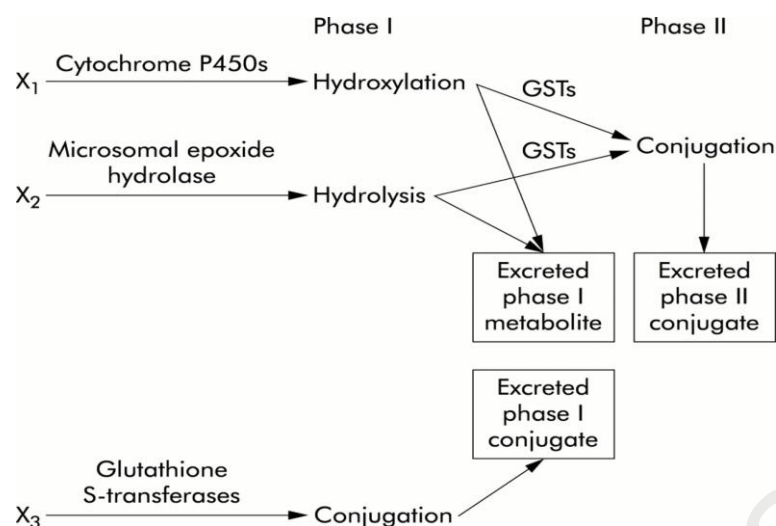 Phase I
Phase II
X₁
Cytochrome P450s
Hydroxylation
GSTs
Microsomal epoxide
hydrolase
X₂
Hydrolysis
GSTs
Conjugation
Excreted
phase I
metabolite
Excreted
phase II
conjugate
Excreted
phase I
conjugate
Glutathione
S-transferases
X₃
Conjugation